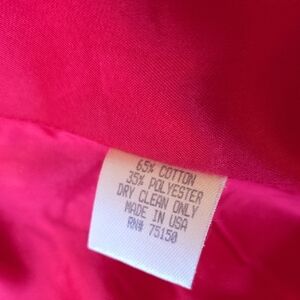 65% COTTON
35% POLYESTER
DRY CLEAN ONLY
MADE IN USA
RN# 75150